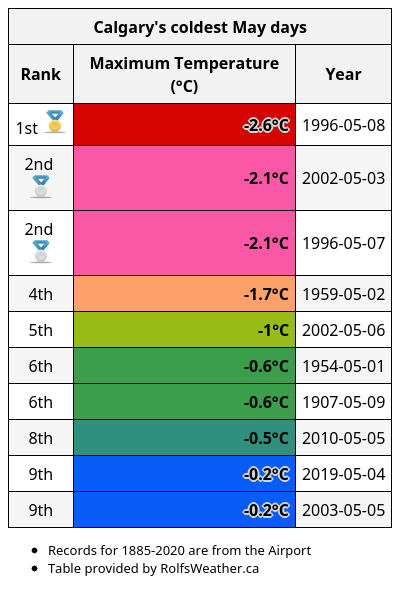 Calgary's coldest May days
Rank Maximum Temperature (°C) Year
1st -2.6°C 1996-05-08
2nd -2.1°C 2002-05-03
2nd -2.1°C 1996-05-07
4th -1.7°C 1959-05-02
5th -1°C 2002-05-06
6th -0.6°C 1954-05-01
6th -0.6°C 1907-05-09
8th -0.5°C 2010-05-05
9th -0.2°C 2019-05-04
9th -0.2°C 2003-05-05
• Records for 1885-2020 are from the Airport
• Table provided by RolfsWeather.ca